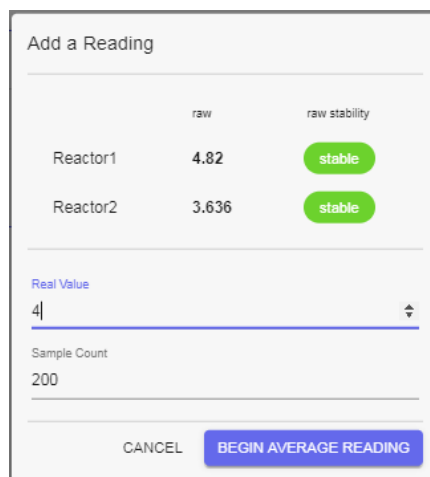 Add a Reading
raw raw stability
Reactor1 4.82 stable
Reactor2 3.636 stable
Real Value
4
Sample Count
200
CANCEL BEGIN AVERAGE READING